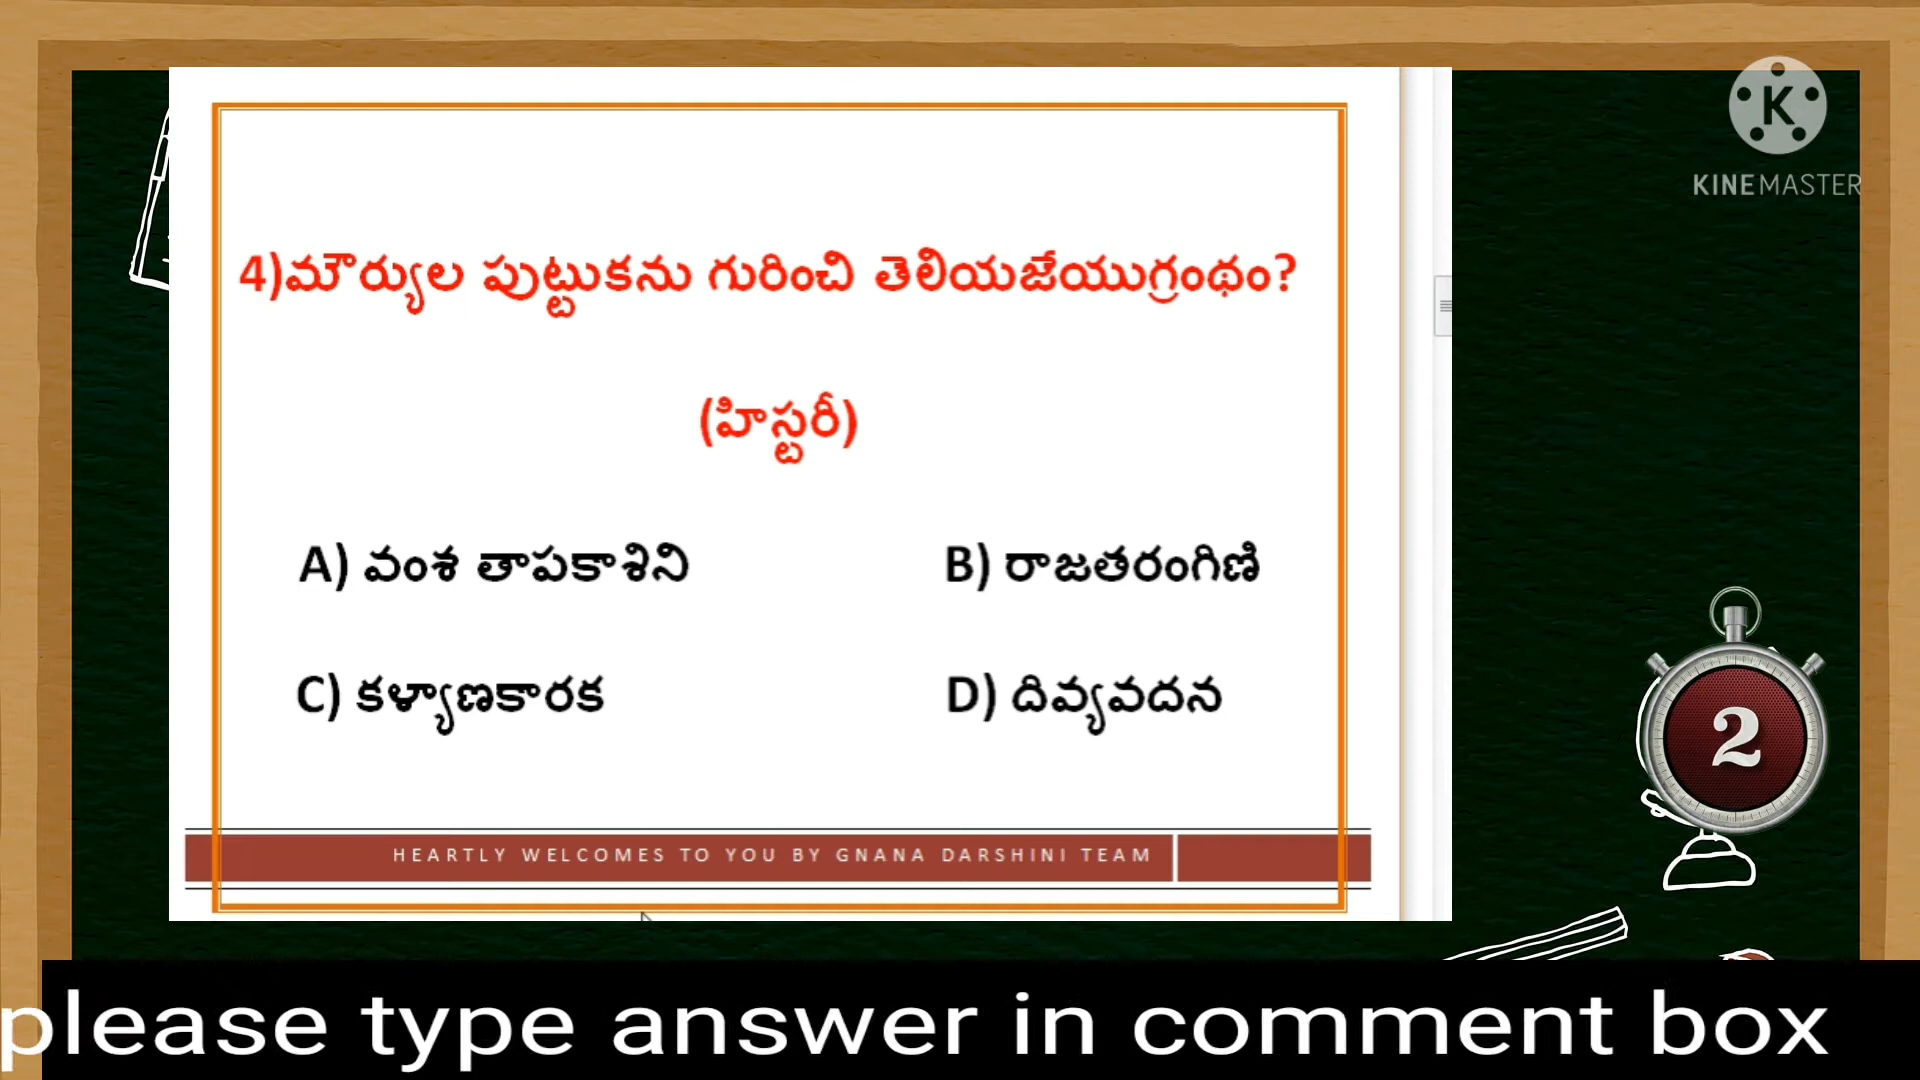 KINEMASTER
4)మౌర్యుల పుట్టుకను గురించి తెలియజేయుగ్రంథం?
(హిస్టరీ)
A) వంశ తాపకాశిని
B) రాజతరంగిణి
C) కళ్యాణకారక
D) దివ్యవదన
2
HEARTLY WELCOMES TO YOU BY GNANA DARSHINI TEAM
please type answer in comment box